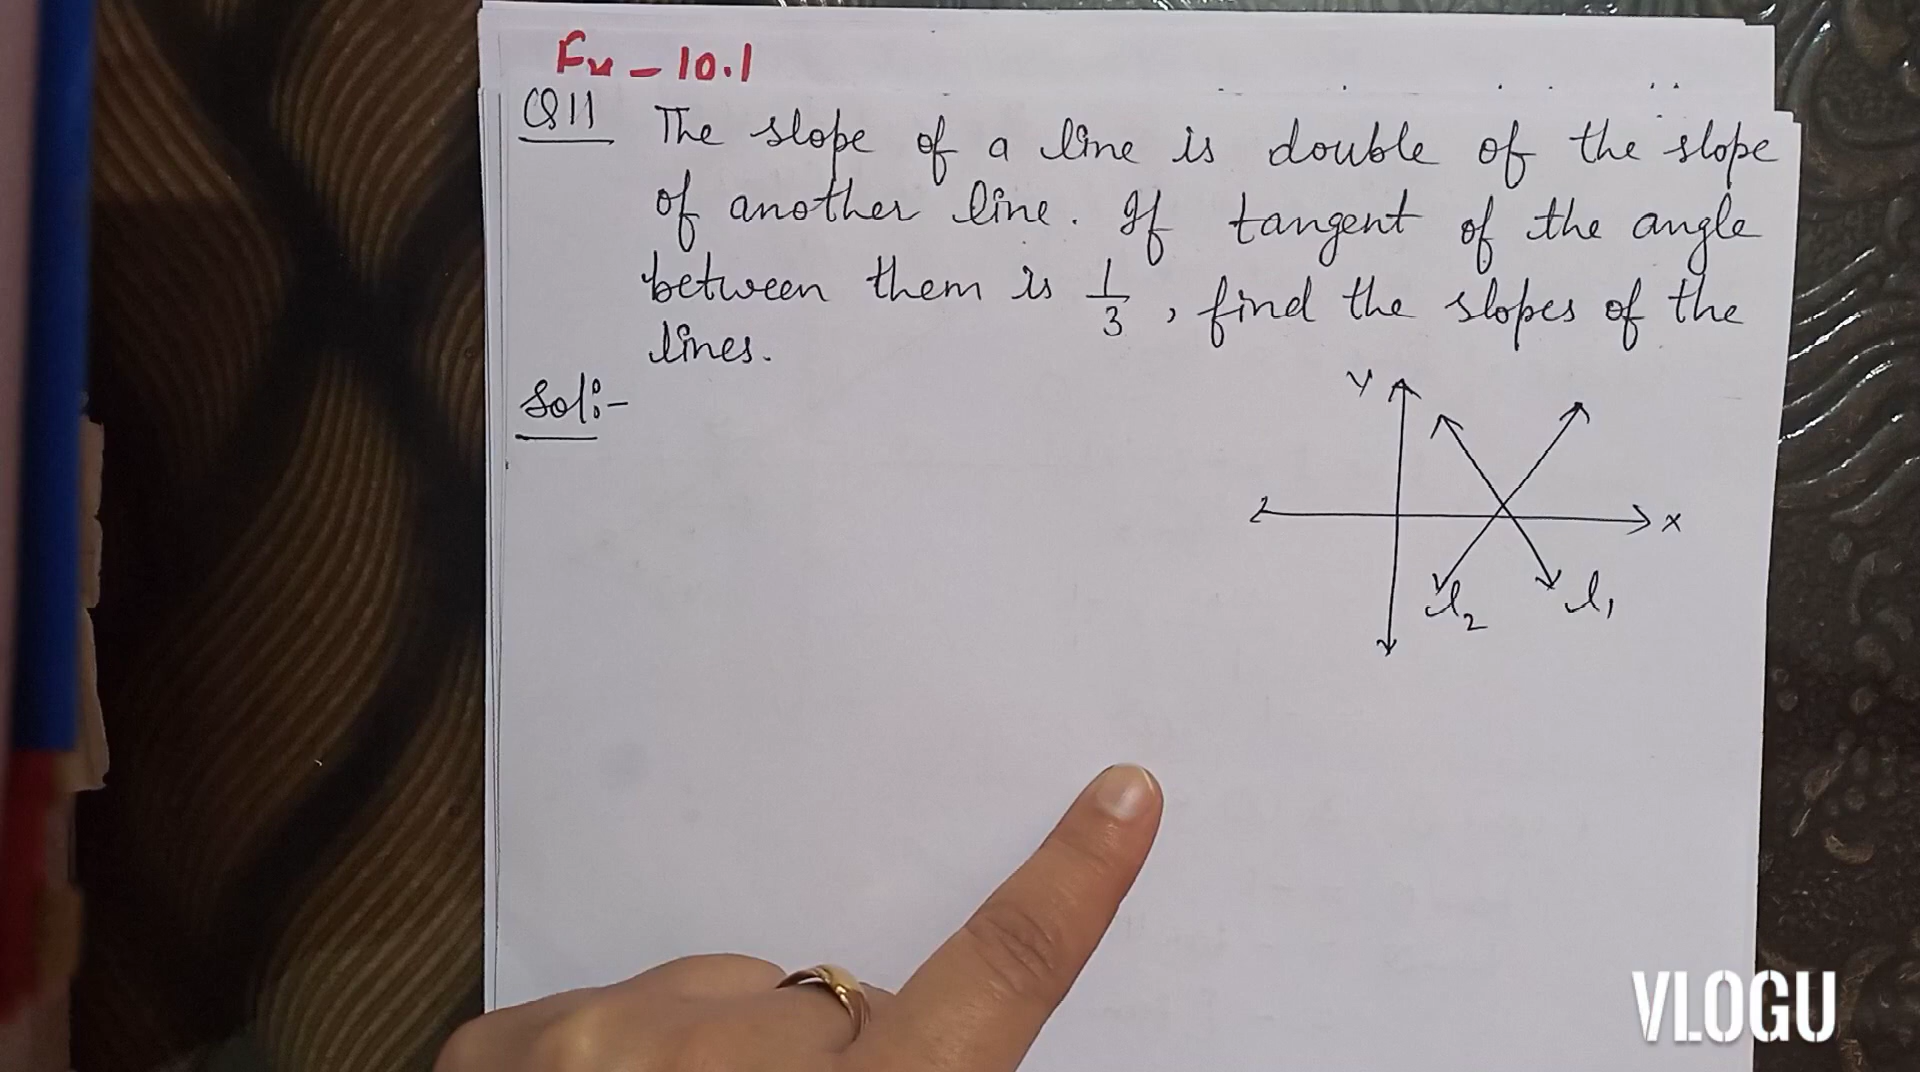 Ex - 10.1
Q11 The slope of a line is double of the slope
of another line. If tangent of the angle
between them is 1/3, find the slopes of the
lines.
Sol:-
y
x
l2
l1
VLOGU